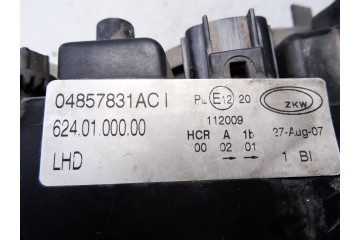 04857831AC I
624.01.000.00
LHD
PL E12 20
112009
HCR A 1b
00 02 01
→ →
ZKW
27-Aug-07
1 BI